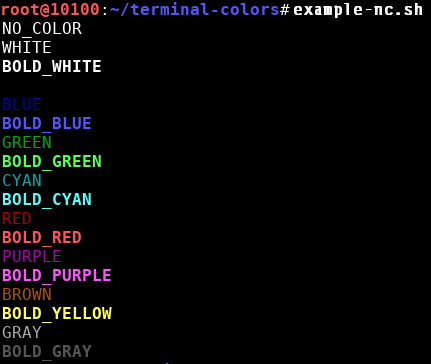 root@10100:~/terminal-colors# example-nc.sh
NO_COLOR
WHITE
BOLD_WHITE
BLUE
BOLD_BLUE
GREEN
BOLD_GREEN
CYAN
BOLD_CYAN
RED
BOLD_RED
PURPLE
BOLD_PURPLE
BROWN
BOLD_YELLOW
GRAY
BOLD_GRAY